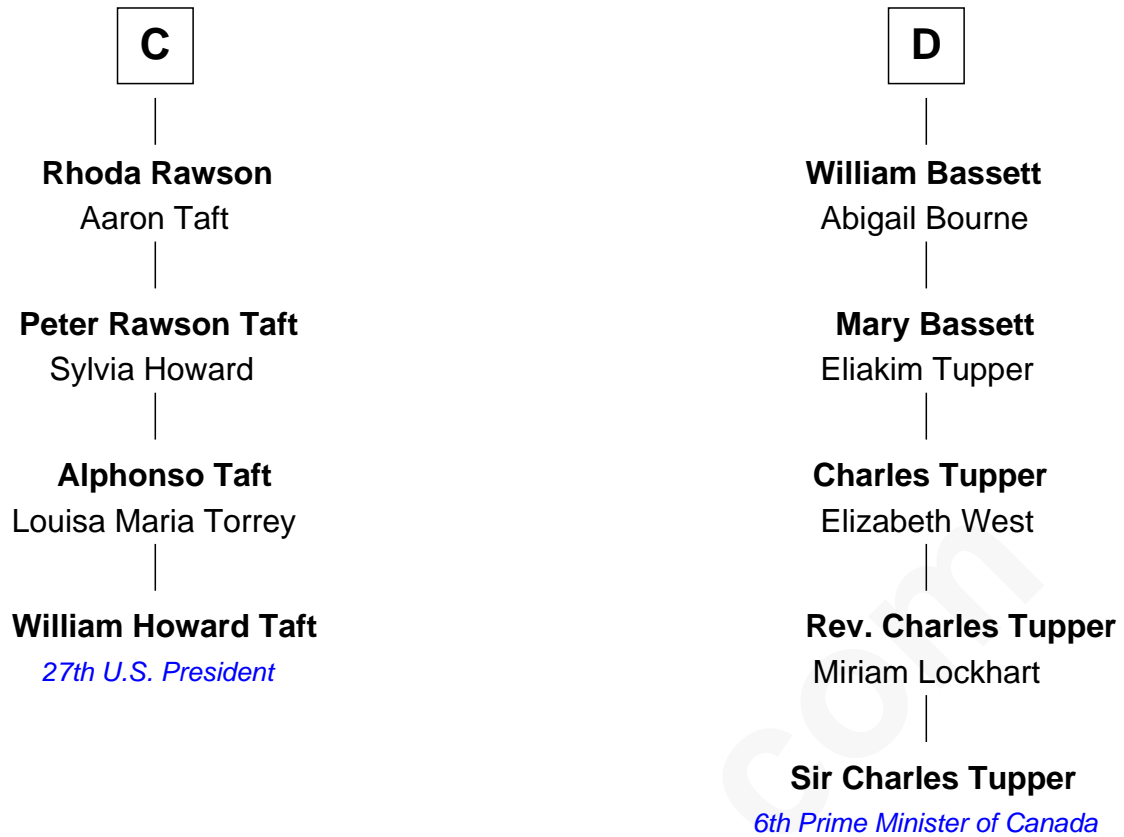 C
Rhoda Rawson
Aaron Taft
Peter Rawson Taft
Sylvia Howard
Alphonso Taft
Louisa Maria Torrey
William Howard Taft
27th U.S. President
D
William Bassett
Abigail Bourne
Mary Bassett
Eliakim Tupper
Charles Tupper
Elizabeth West
Rev. Charles Tupper
Miriam Lockhart
Sir Charles Tupper
6th Prime Minister of Canada
com